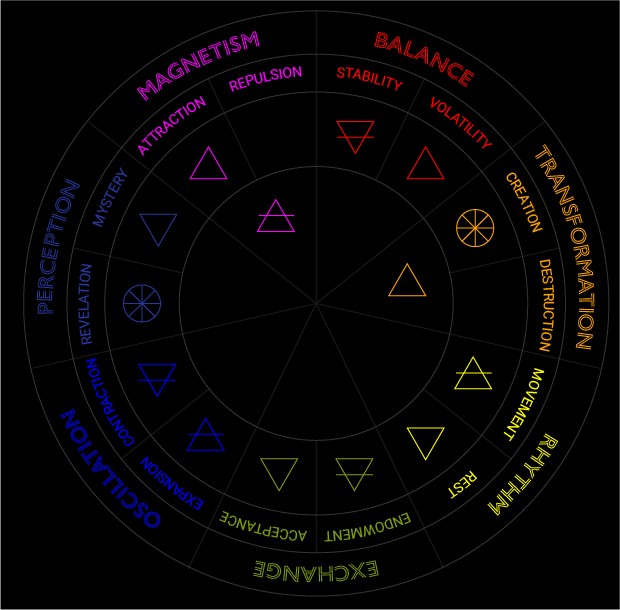 MAGNETISM
BALANCE
REPULSION
STABILITY
ATTRACTION
VOLATILITY
TRANSFORMATION
CREATION
DESTRUCTION
PERCEPTION
MYSTERY
REVELATION
MOVEMENT
RHYTHM
REST
OSCILLATION
CONTRACTION
EXPANSION
ACCEPTANCE
ENDOWMENT
EXCHANGE